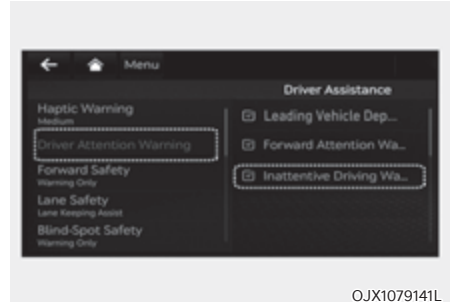 Menu
Driver Assistance
Haptic Warning
Medium
Driver Attention Warning
Forward Safety
Warning Only
Lane Safety
Lane Keeping Assist
Blind-Spot Safety
Warning Only
Leading Vehicle Dep...
Forward Attention Wa...
Inattentive Driving Wa...
OJX1079141L